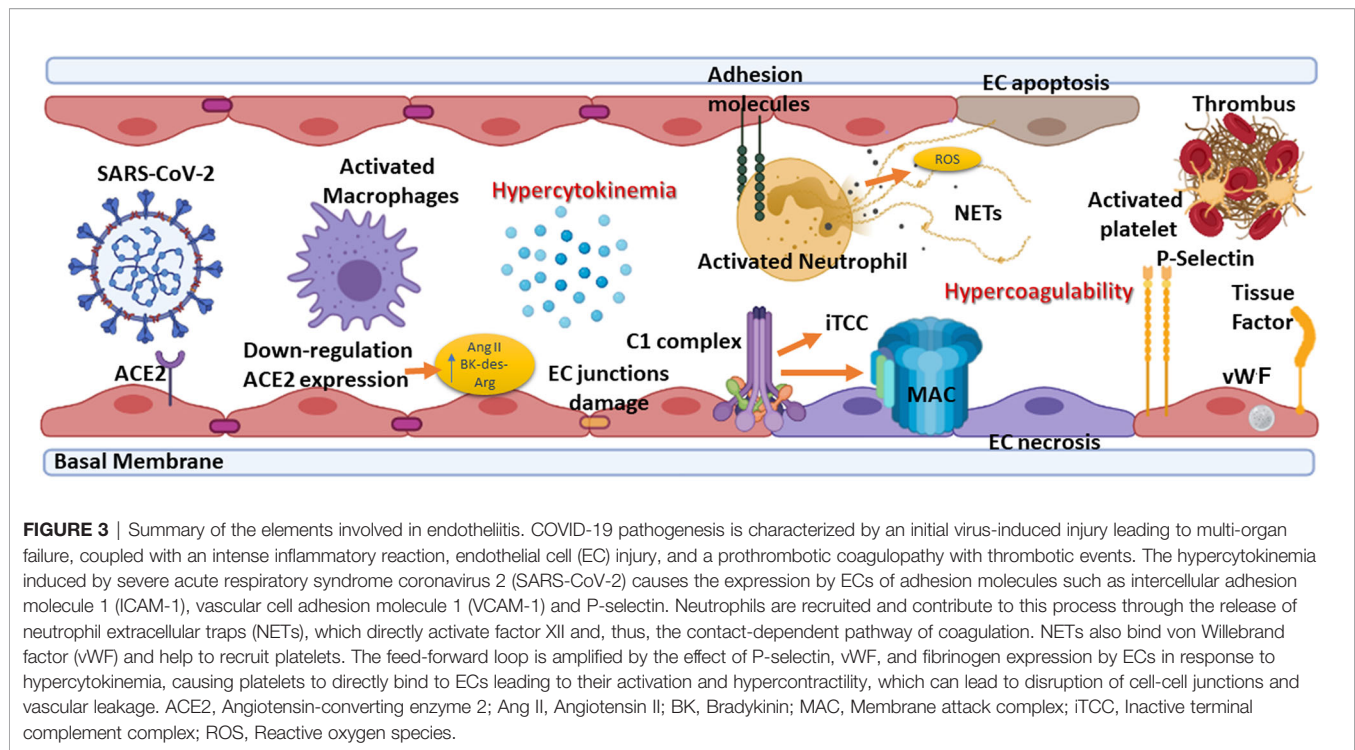 Adhesion
molecules
EC apoptosis
Thrombus
SARS-CoV-2
Activated
Macrophages
Hypercytokinemia
ROS
NETs
Activated
platelet
Activated Neutrophil
P-Selectin
Hypercoagulability
Tissue
Factor
C1 complex
iTCC
ACE2
Down-regulation
ACE2 expression
Ang II
BK-des-
Arg
EC junctions
damage
MAC
vWF
EC necrosis
Basal Membrane
FIGURE 3 | Summary of the elements involved in endotheliitis. COVID-19 pathogenesis is characterized by an initial virus-induced injury leading to multi-organ
failure, coupled with an intense inflammatory reaction, endothelial cell (EC) injury, and a prothrombotic coagulopathy with thrombotic events. The hypercytokinemia
induced by severe acute respiratory syndrome coronavirus 2 (SARS-CoV-2) causes the expression by ECs of adhesion molecules such as intercellular adhesion
molecule 1 (ICAM-1), vascular cell adhesion molecule 1 (VCAM-1) and P-selectin. Neutrophils are recruited and contribute to this process through the release of
neutrophil extracellular traps (NETs), which directly activate factor XII and, thus, the contact-dependent pathway of coagulation. NETs also bind von Willebrand
factor (vWF) and help to recruit platelets. The feed-forward loop is amplified by the effect of P-selectin, vWF, and fibrinogen expression by ECs in response to
hypercytokinemia, causing platelets to directly bind to ECs leading to their activation and hypercontractility, which can lead to disruption of cell-cell junctions and
vascular leakage. ACE2, Angiotensin-converting enzyme 2; Ang II, Angiotensin II; BK, Bradykinin; MAC, Membrane attack complex; iTCC, Inactive terminal
complement complex; ROS, Reactive oxygen species.